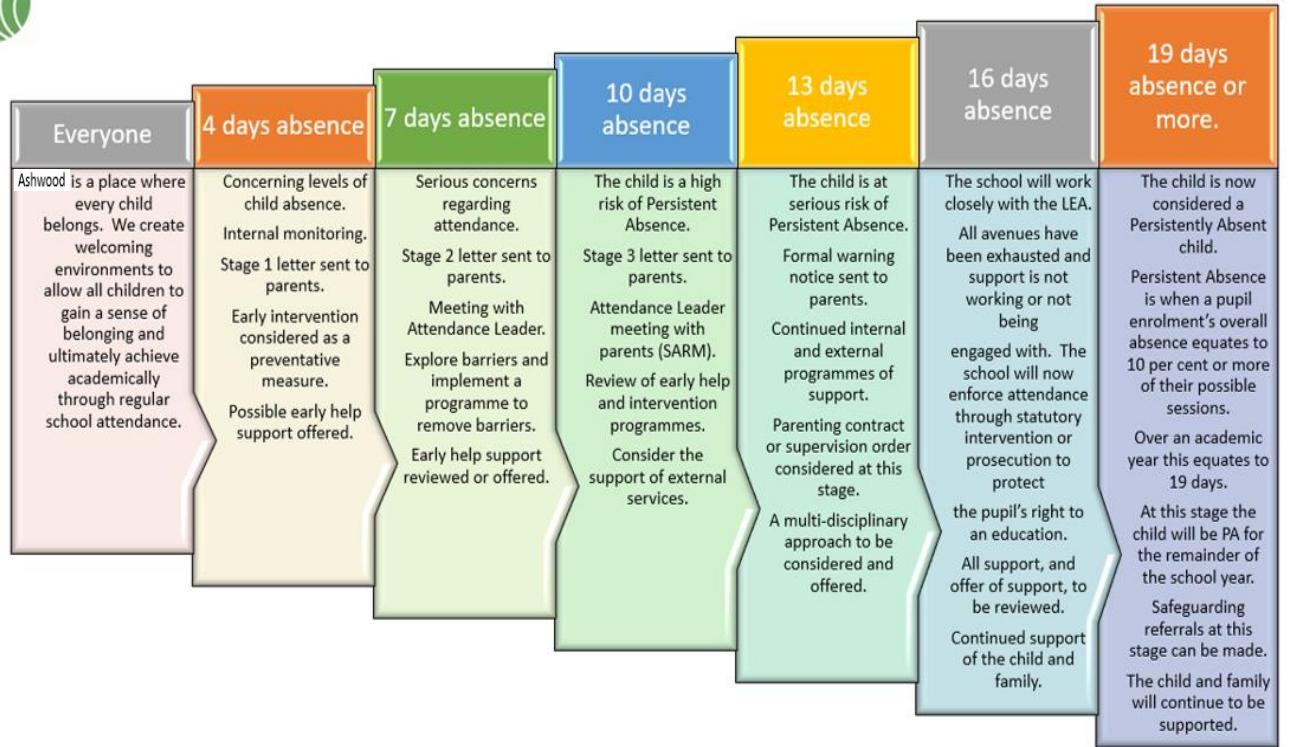 Everyone
Ashwood is a place where
every child
belongs. We create
welcoming
environments to
allow all children to
gain a sense of
belonging and
ultimately achieve
academically
through regular
school attendance.
4 days absence
Concerning levels of
child absence.
Internal monitoring.
Stage 1 letter sent to
parents.
Early intervention
considered as a
preventative
measure.
Possible early help
support offered.
7 days absence
Serious concerns
regarding
attendance.
Stage 2 letter sent to
parents.
Meeting with
Attendance Leader.
Explore barriers and
implement a
programme to
remove barriers.
Early help support
reviewed or offered.
10 days
absence
The child is a high
risk of Persistent
Absence.
Stage 3 letter sent to
parents.
Attendance Leader
meeting with
parents (SARM).
Review of early help
and intervention
programmes.
Consider the
support of external
services.
13 days
absence
The child is at
serious risk of
Persistent Absence.
Formal warning
notice sent to
parents.
Continued internal
and external
programmes of
support.
Parenting contract
or supervision order
considered at this
stage.
A multi-disciplinary
approach to be
considered and
offered.
16 days
absence
The school will work
closely with the LEA.
All avenues have
been exhausted and
support is not
working or not
being
engaged with. The
school will now
enforce attendance
through statutory
intervention or
prosecution to
protect
the pupil's right to
an education.
All support, and
offer of support, to
be reviewed.
Continued support
of the child and
family.
19 days
absence or
more.
The child is now
considered a
Persistently Absent
child.
Persistent Absence
is when a pupil
enrolment's overall
absence equates to
10 per cent or more
of their possible
sessions.
Over an academic
year this equates to
19 days.
At this stage the
child will be PA for
the remainder of
the school year.
Safeguarding
referrals at this
stage can be made.
The child and family
will continue to be
supported.